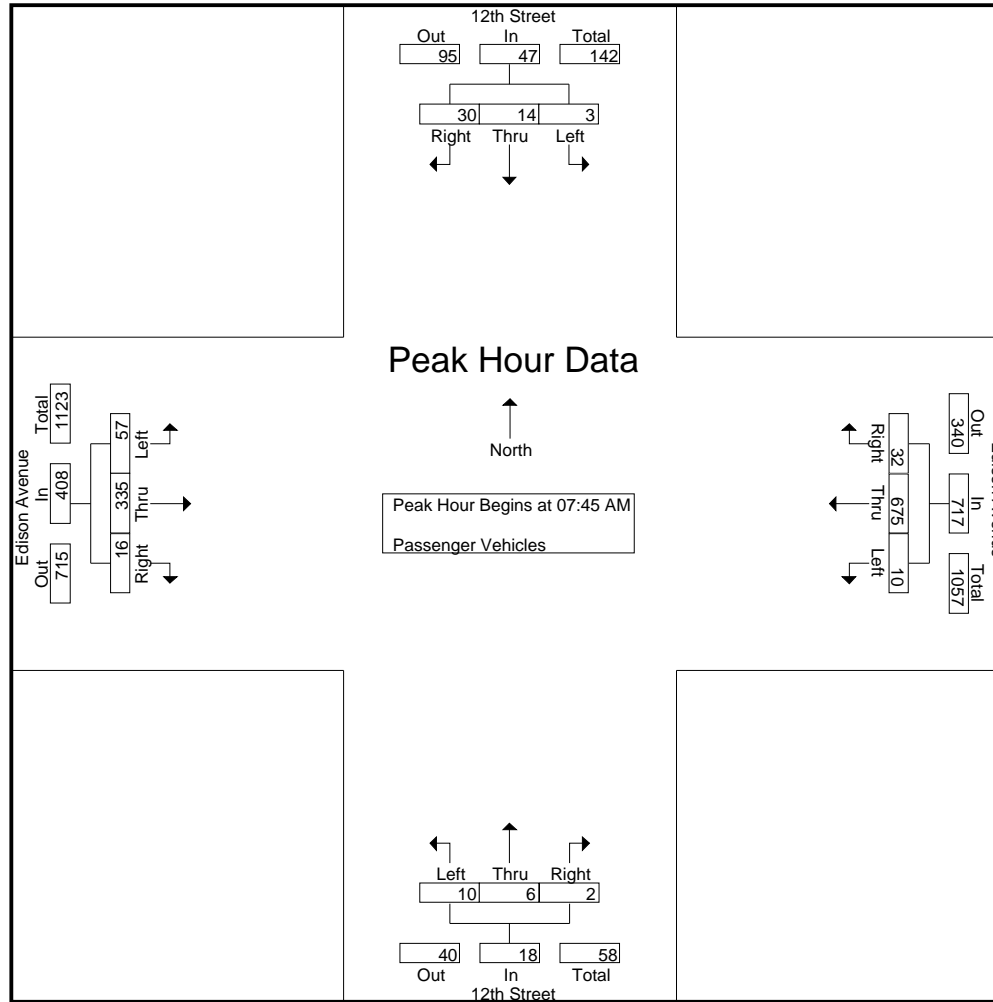 12th Street
Out In Total
95 47 142
30 14 3
Right Thru Left
Peak Hour Data
North
Peak Hour Begins at 07:45 AM
Passenger Vehicles
Edison Avenue
Out In Total
715 408 1123
16 335 57
Right Thru Left
Out In Total
340 717 1057
32 675 10
Right Thru Left
Left Thru Right
10 6 2
40 18 58
Out In Total
12th Street